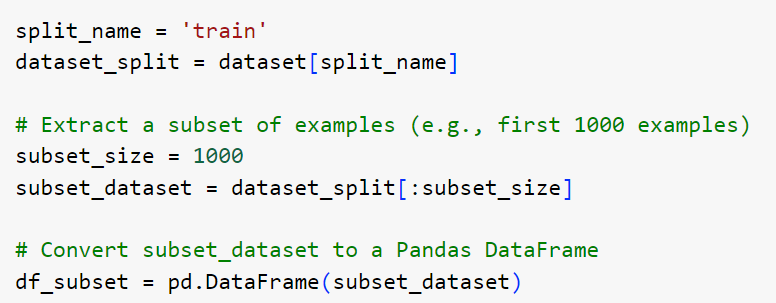 split_name = 'train'
dataset_split = dataset[split_name]
# Extract a subset of examples (e.g., first 1000 examples)
subset_size = 1000
subset_dataset = dataset_split[:subset_size]
# Convert subset_dataset to a Pandas DataFrame
df_subset = pd.DataFrame(subset_dataset)